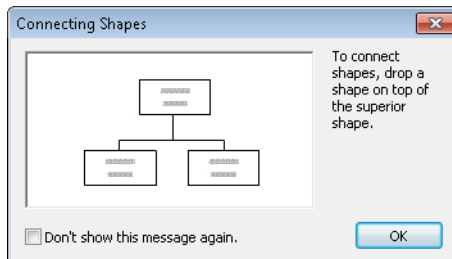 Connecting Shapes
To connect
shapes, drop a
shape on top of
the superior
shape.
Don't show this message again.
OK